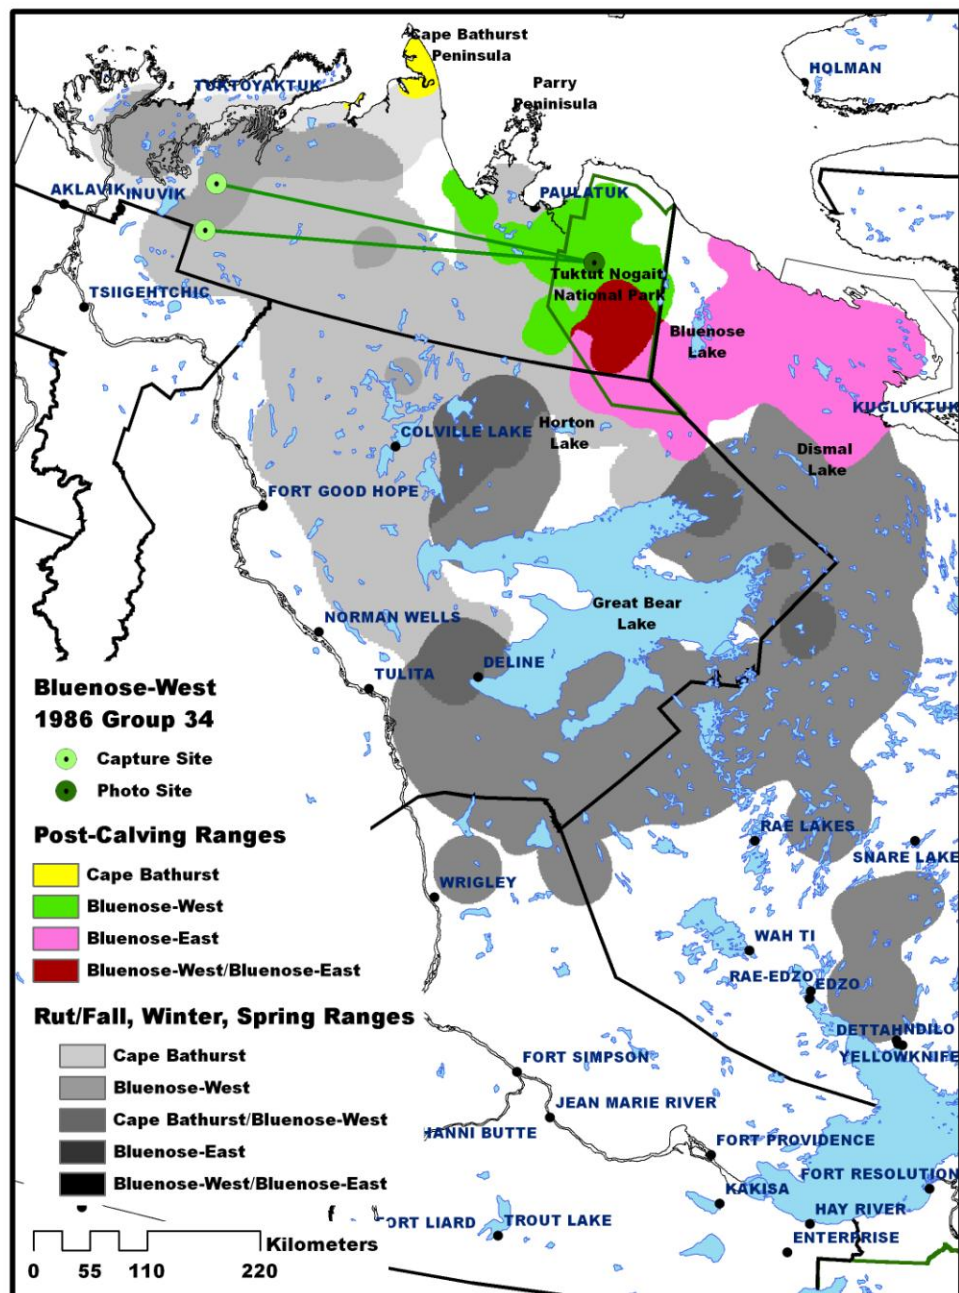 Cape Bathurst
Peninsula
HOLMAN
TUKTOYAKTUK
Parry
Peninisula
AKLAVIK
INUVIK
PAULATUK
TSIIGEHTCHIC
Tuktut Nogait
National Park
Bluenose
Lake
KUGLUKTUK
COLVILLE LAKE
Horton
Lake
Dismal
Lake
FORT GOOD HOPE
Great Bear
Lake
NORMAN WELLS
TULITA
DELINE
Bluenose-West
1986 Group 34
Capture Site
Photo Site
Post-Calving Ranges
Cape Bathurst
Bluenose-West
Bluenose-East
Bluenose-West/Bluenose-East
RAE LAKES
SNARE LAKE
WRIGLEY
WAH TI
RAE-EDZO
EDZO
DETTAH
NDILO
YELLOWKNIFE
Rut/Fall, Winter, Spring Ranges
Cape Bathurst
Bluenose-West
Cape Bathurst/Bluenose-West
Bluenose-East
Bluenose-West/Bluenose-East
FORT SIMPSON
JEAN MARIE RIVER
HANNI BUTTE
FORT PROVIDENCE
FORT RESOLUTION
KAKISA
HAY RIVER
ORT LIARD
TROUT LAKE
ENTERPRISE
Kilometers
0 55 110 220